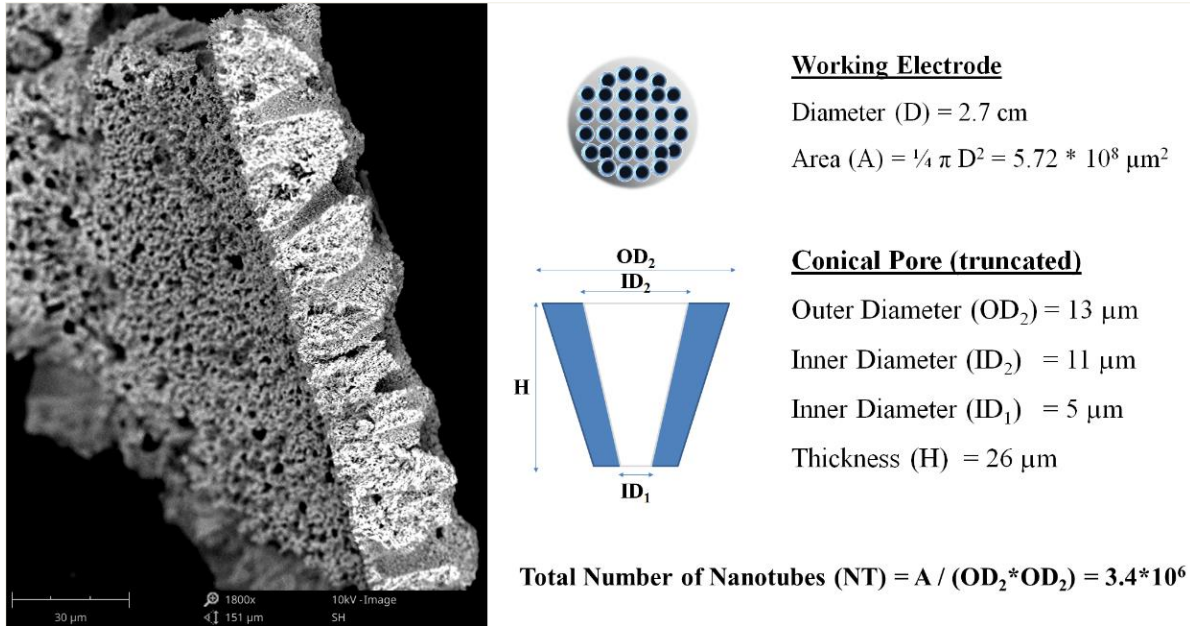 Working Electrode
Diameter (D) = 2.7 cm
Area (A) = ¼ π D² = 5.72 * 10⁸ μm²
OD₂
ID₂
H
ID₁
Conical Pore (truncated)
Outer Diameter (OD₂) = 13 μm
Inner Diameter (ID₂) = 11 μm
Inner Diameter (ID₁) = 5 μm
Thickness (H) = 26 μm
Total Number of Nanotubes (NT) = A / (OD₂*OD₂) = 3.4*10⁶
30 μm
1800x
151 μm
10kV - Image
SH